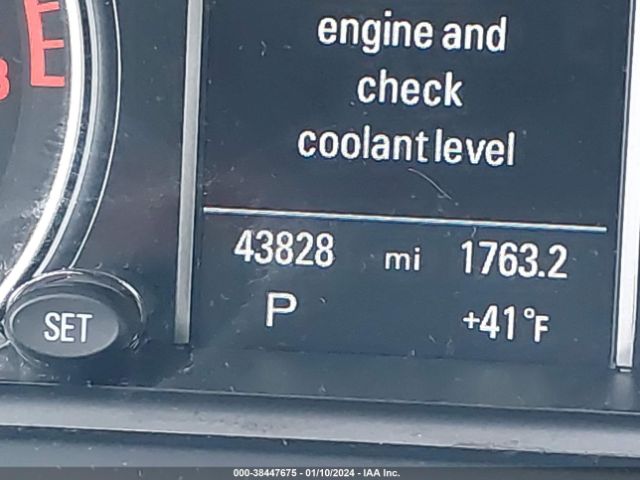 engine and
check
coolant level
43828 mi 1763.2
P +41°F
SET
E
000-38447675 - 01/10/2024 - IAA Inc.